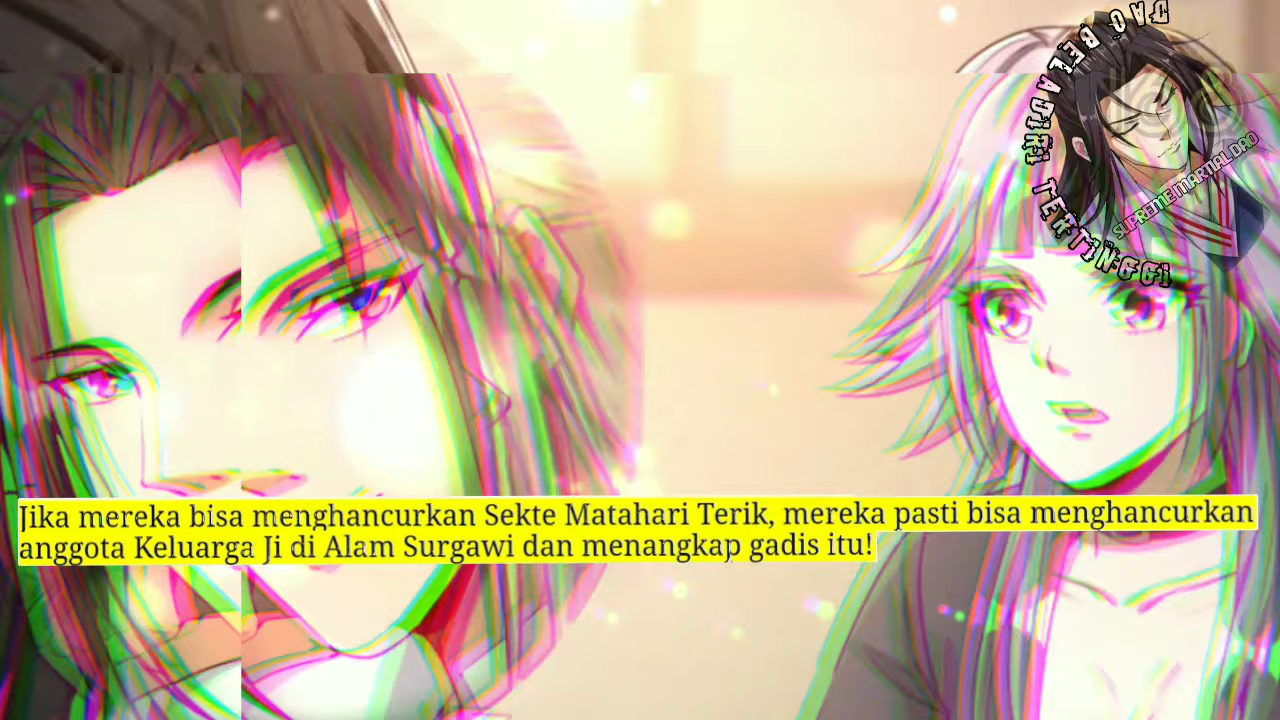 DAO BELADIRI TERTINGGI
SUPREME MARTIAL DAO
Jika mereka bisa menghancurkan Sekte Matahari Terik, mereka pasti bisa menghancurkan
anggota Keluarga Ji di Alam Surgawi dan menangkap gadis itu!